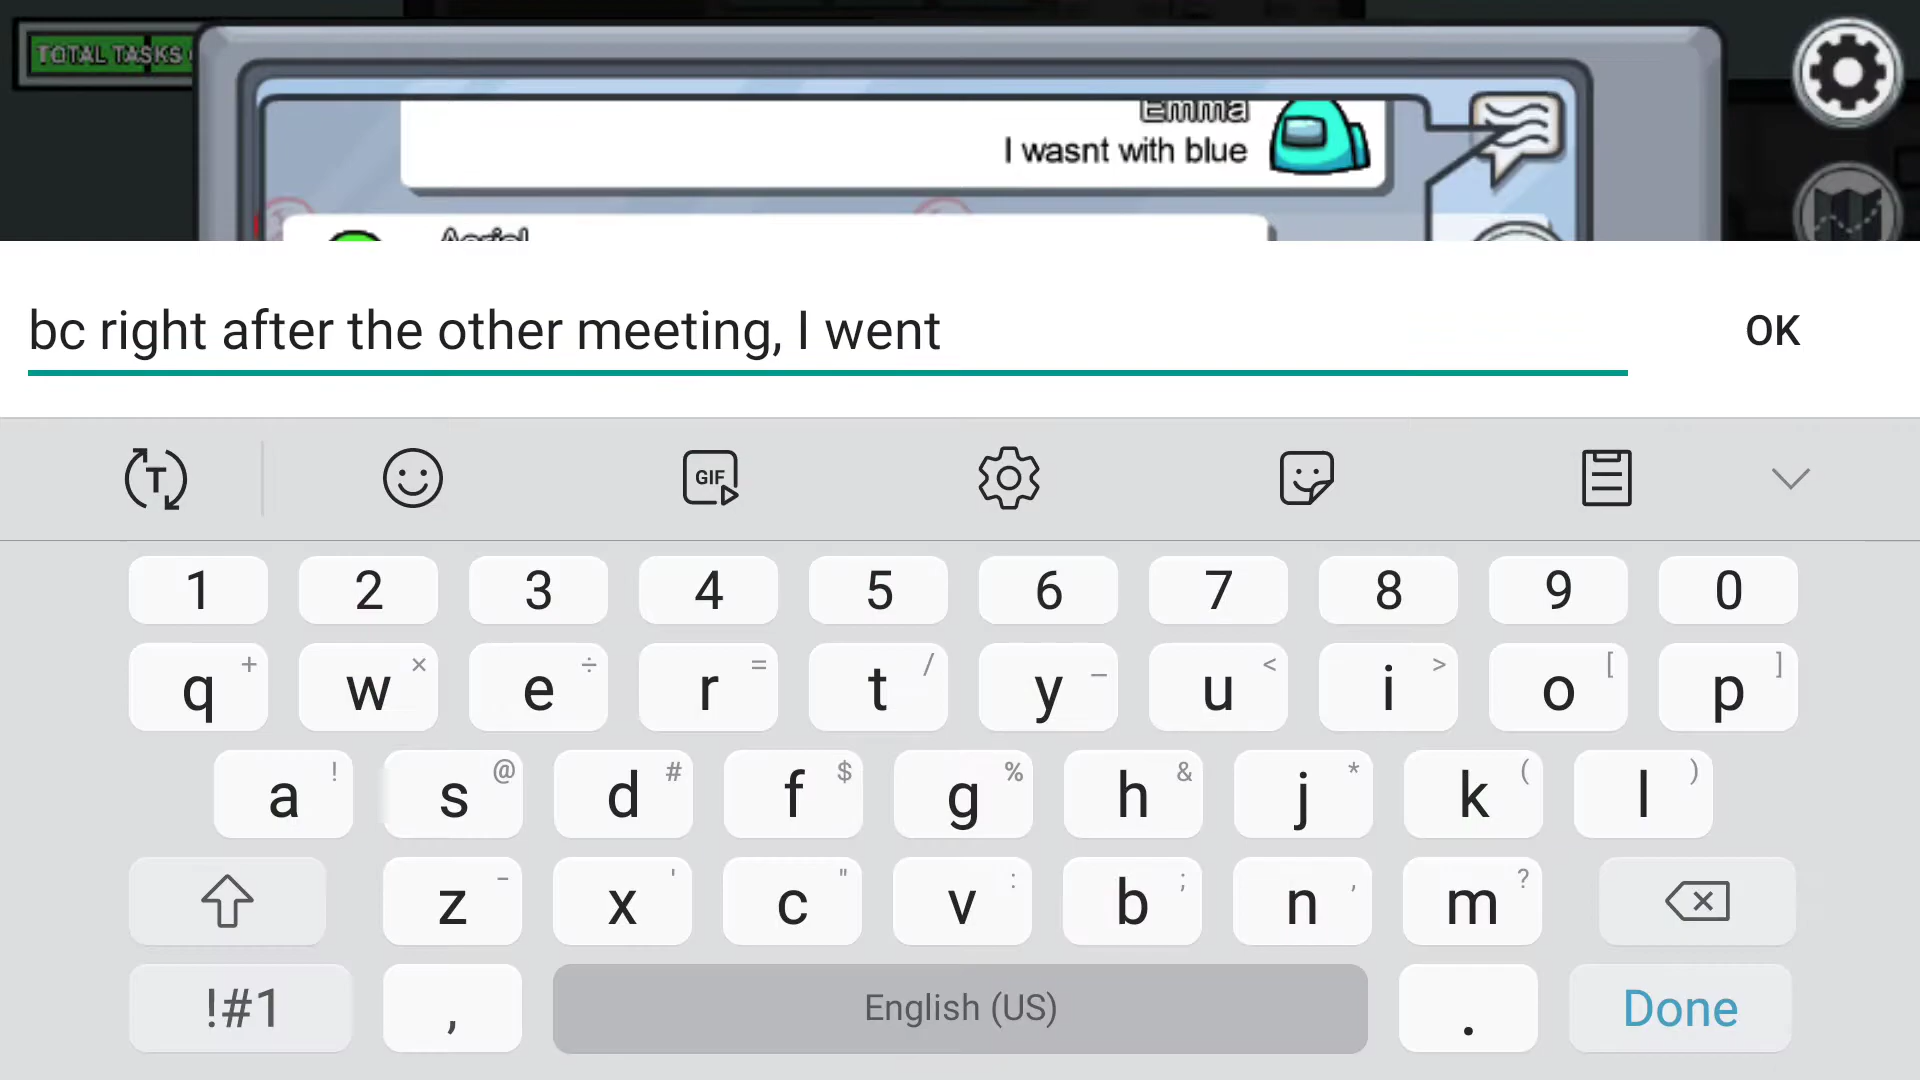 TOTAL TASKS
Emma
I wasnt with blue
Aerial
bc right after the other meeting, I went
OK
T
GIF
1 2 3 4 5 6 7 8 9 0
q + w × e ÷ r = t / y _ u < i > o [ p ]
a ! s @ d # f $ g % h & j * k ( l )
z - x ' c " v : b ; n , m ?
!#1 , English (US) . Done